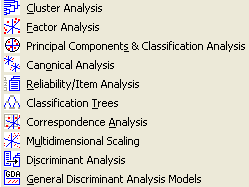 Cluster Analysis
Factor Analysis
Principal Components & Classification Analysis
Canonical Analysis
Reliability/Item Analysis
Classification Trees
Correspondence Analysis
Multidimensional Scaling
Discriminant Analysis
GDA General Discriminant Analysis Models